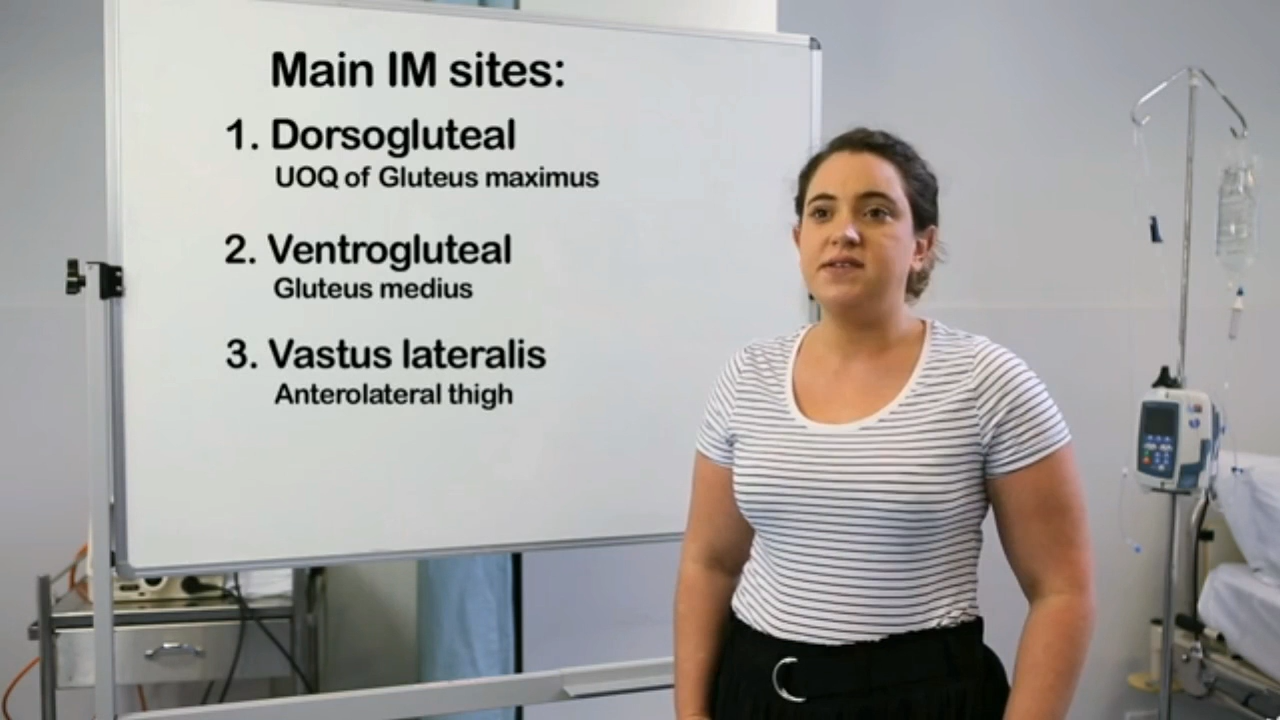 Main IM sites:
1. Dorsogluteal
UOQ of Gluteus maximus
2. Ventrogluteal
Gluteus medius
3. Vastus lateralis
Anterolateral thigh